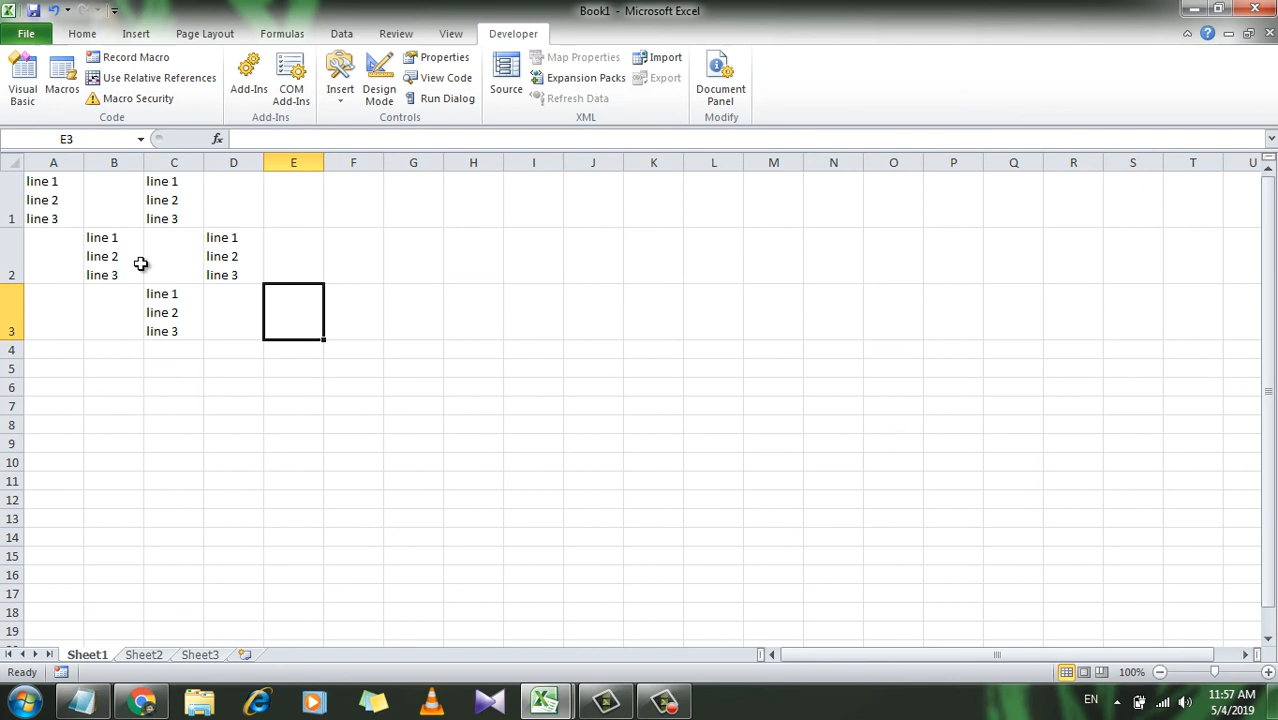 Book1 - Microsoft Excel
File Home Insert Page Layout Formulas Data Review View Developer
Visual Basic
Macros
Record Macro
Use Relative References
Macro Security
Code
Add-Ins
COM Add-Ins
Add-Ins
Insert
Design Mode
Properties
View Code
Run Dialog
Controls
Source
Map Properties
Expansion Packs
Refresh Data
Import
Export
XML
Document Panel
Modify
E3 fx
A B C D E F G H I J K L M N O P Q R S T U
line 1 line 1
line 2 line 2
1 line 3 line 3
line 1 line 1
line 2 line 2
2 line 3 line 3
line 1
line 2
3 line 3
4
5
6
7
8
9
10
11
12
13
14
15
16
17
18
19
Sheet1 Sheet2 Sheet3
Ready 100%
EN 11:57 AM
5/4/2019